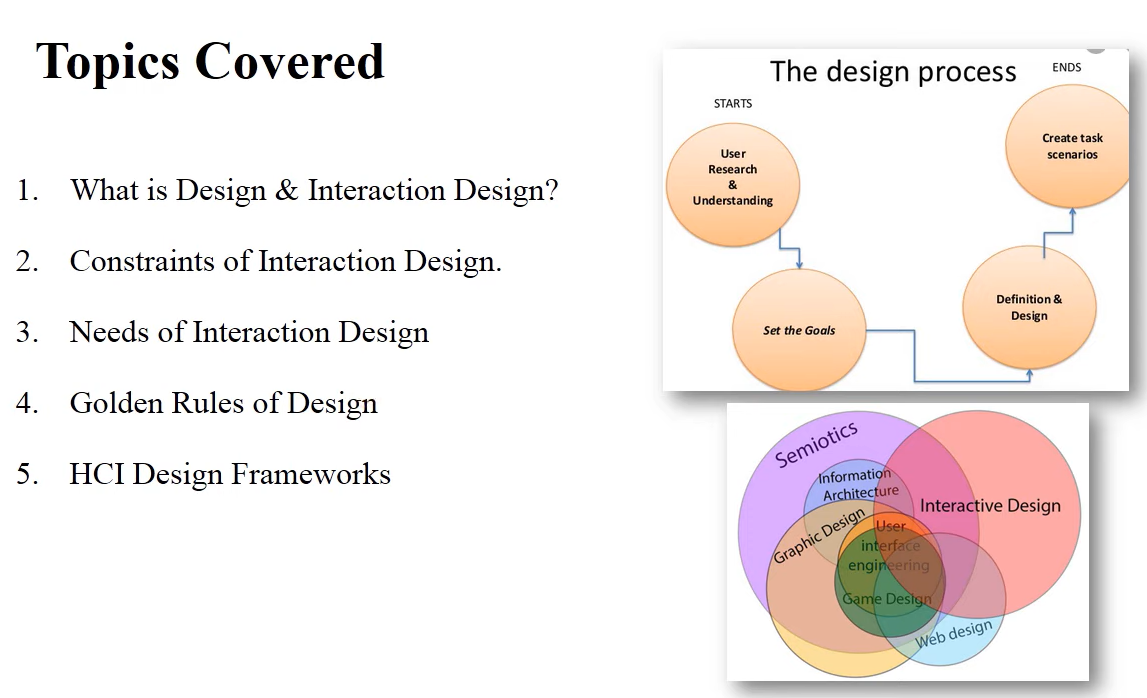 Topics Covered
1. What is Design & Interaction Design?
2. Constraints of Interaction Design.
3. Needs of Interaction Design
4. Golden Rules of Design
5. HCI Design Frameworks
The design process
STARTS
ENDS
User
Research
&
Understanding
Set the Goals
Definition &
Design
Create task
scenarios
Semiotics
Information
Architecture
Interactive Design
Graphic Design
User
interface
engineering
Game Design
Web design